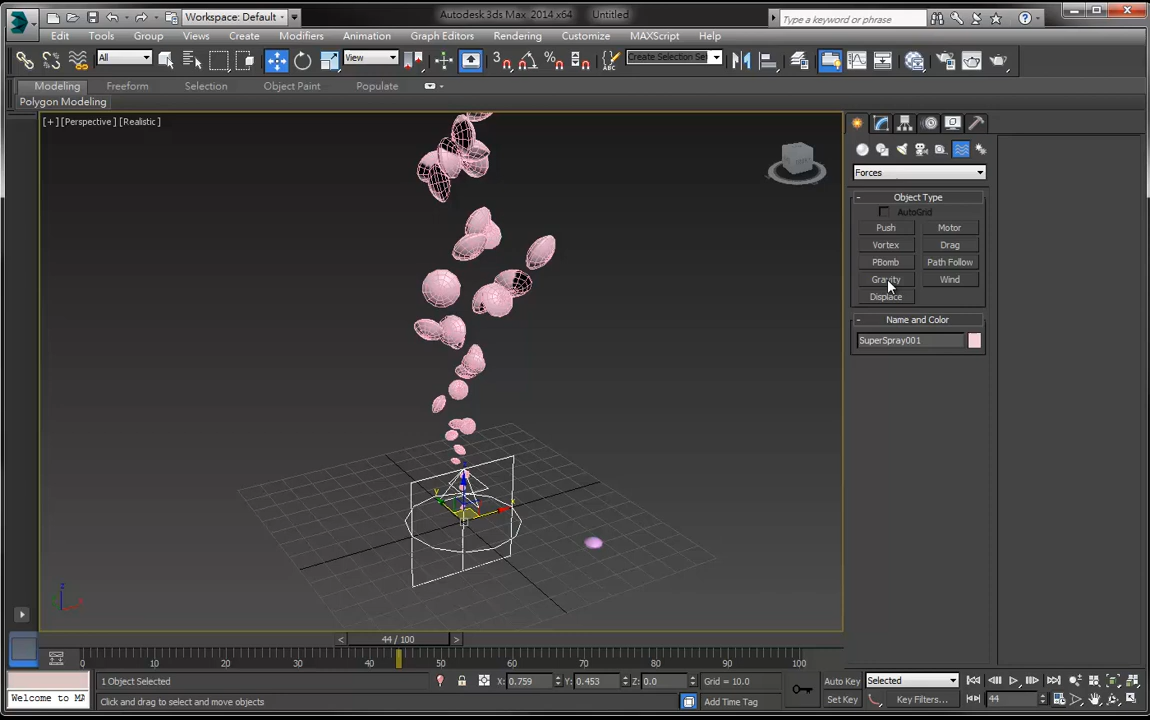 Workspace: Default
Autodesk 3ds Max 2014 x64 Untitled
Type a keyword or phrase
Edit Tools Group Views Create Modifiers Animation Graph Editors Rendering Customize MAXScript Help
All View Create Selection Se
Modeling Freeform Selection Object Paint Populate
Polygon Modeling
[+] [Perspective] [Realistic]
Forces
- Object Type
AutoGrid
Push Motor
Vortex Drag
PBomb Path Follow
Gravity Wind
Displace
- Name and Color
SuperSpray001
z
x
y
z
< 44 / 100 >
0 10 20 30 40 50 60 70 80 90 100
1 Object Selected X: 0.759 Y: 0.453 Z: 0.0 Grid = 10.0 Auto Key Selected
Welcome to MA Click and drag to select and move objects Add Time Tag Set Key Key Filters... 44